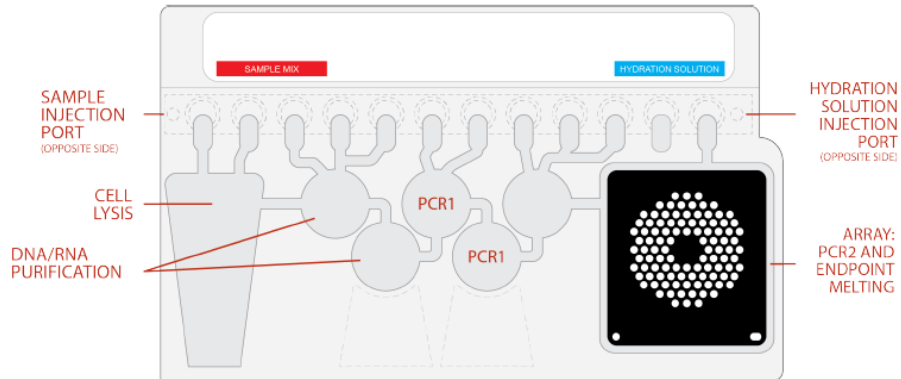 SAMPLE MIX
HYDRATION SOLUTION
SAMPLE
INJECTION
PORT
(OPPOSITE SIDE)
HYDRATION
SOLUTION
INJECTION
PORT
(OPPOSITE SIDE)
CELL
LYSIS
PCR1
DNA/RNA
PURIFICATION
PCR1
ARRAY:
PCR2 AND
ENDPOINT
MELTING